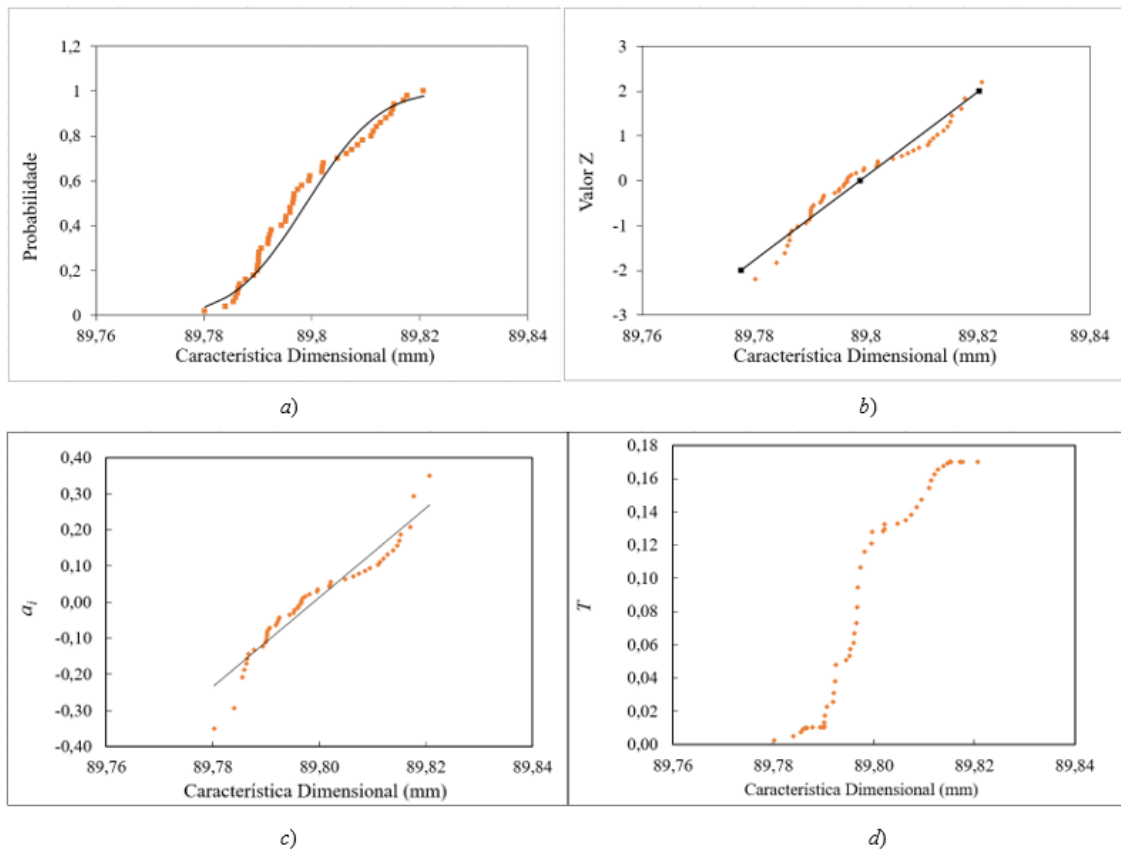 1,2
1
0,8
0,6
0,4
0,2
0
Probabilidade
89,76 89,78 89,8 89,82 89,84
Característica Dimensional (mm)
a)
3
2
1
0
-1
-2
-3
Valor Z
89,76 89,78 89,8 89,82 89,84
Característica Dimensional (mm)
b)
0,40
0,30
0,20
0,10
0,00
-0,10
-0,20
-0,30
-0,40
ai
89,76 89,78 89,80 89,82 89,84
Característica Dimensional (mm)
c)
0,18
0,16
0,14
0,12
0,10
0,08
0,06
0,04
0,02
0,00
T
89,76 89,78 89,80 89,82 89,84
Característica Dimensional (mm)
d)